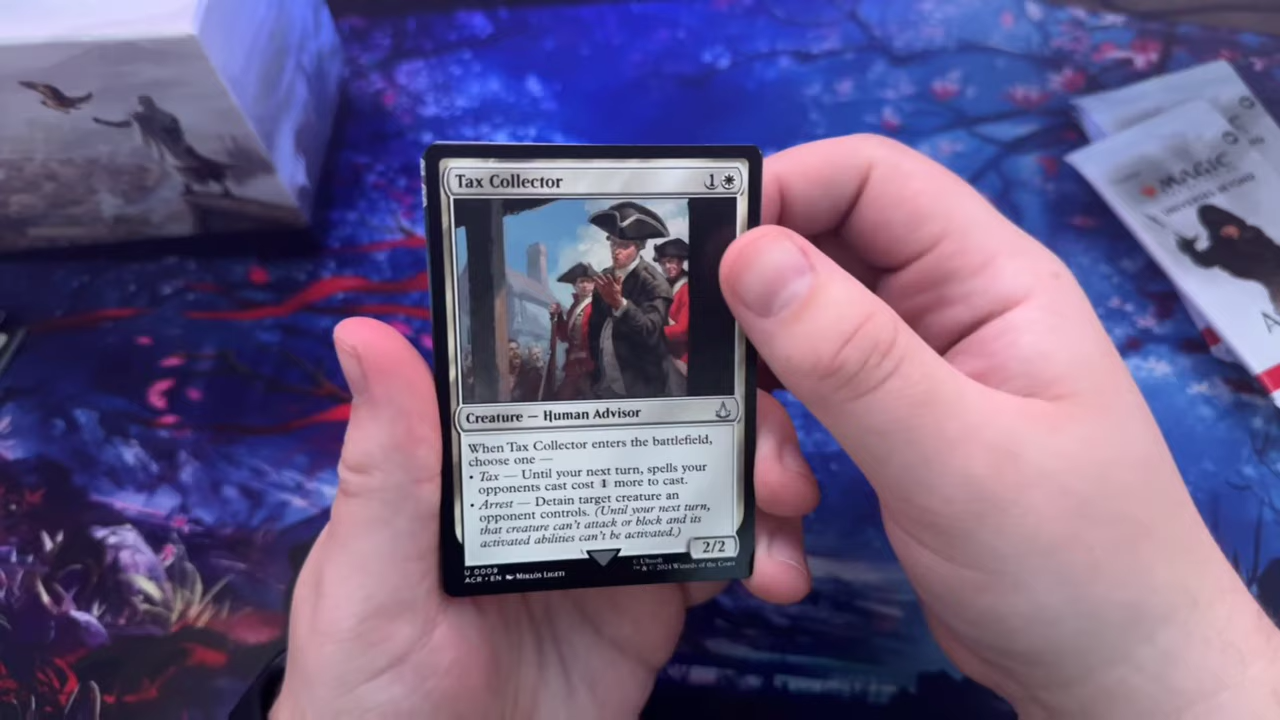 Tax Collector 1
Creature — Human Advisor
When Tax Collector enters the battlefield,
choose one —
• Tax — Until your next turn, spells your
opponents cast cost 1 more to cast.
• Arrest — Detain target creature an
opponent controls. (Until your next turn,
that creature can't attack or block and its
activated abilities can't be activated.)
2/2
U 0009
ACR • EN MIKLÓS LIGETI
© Ubisoft
™ & © 2024 Wizards of the Coast
MAGIC
UNIVERSES BEYOND